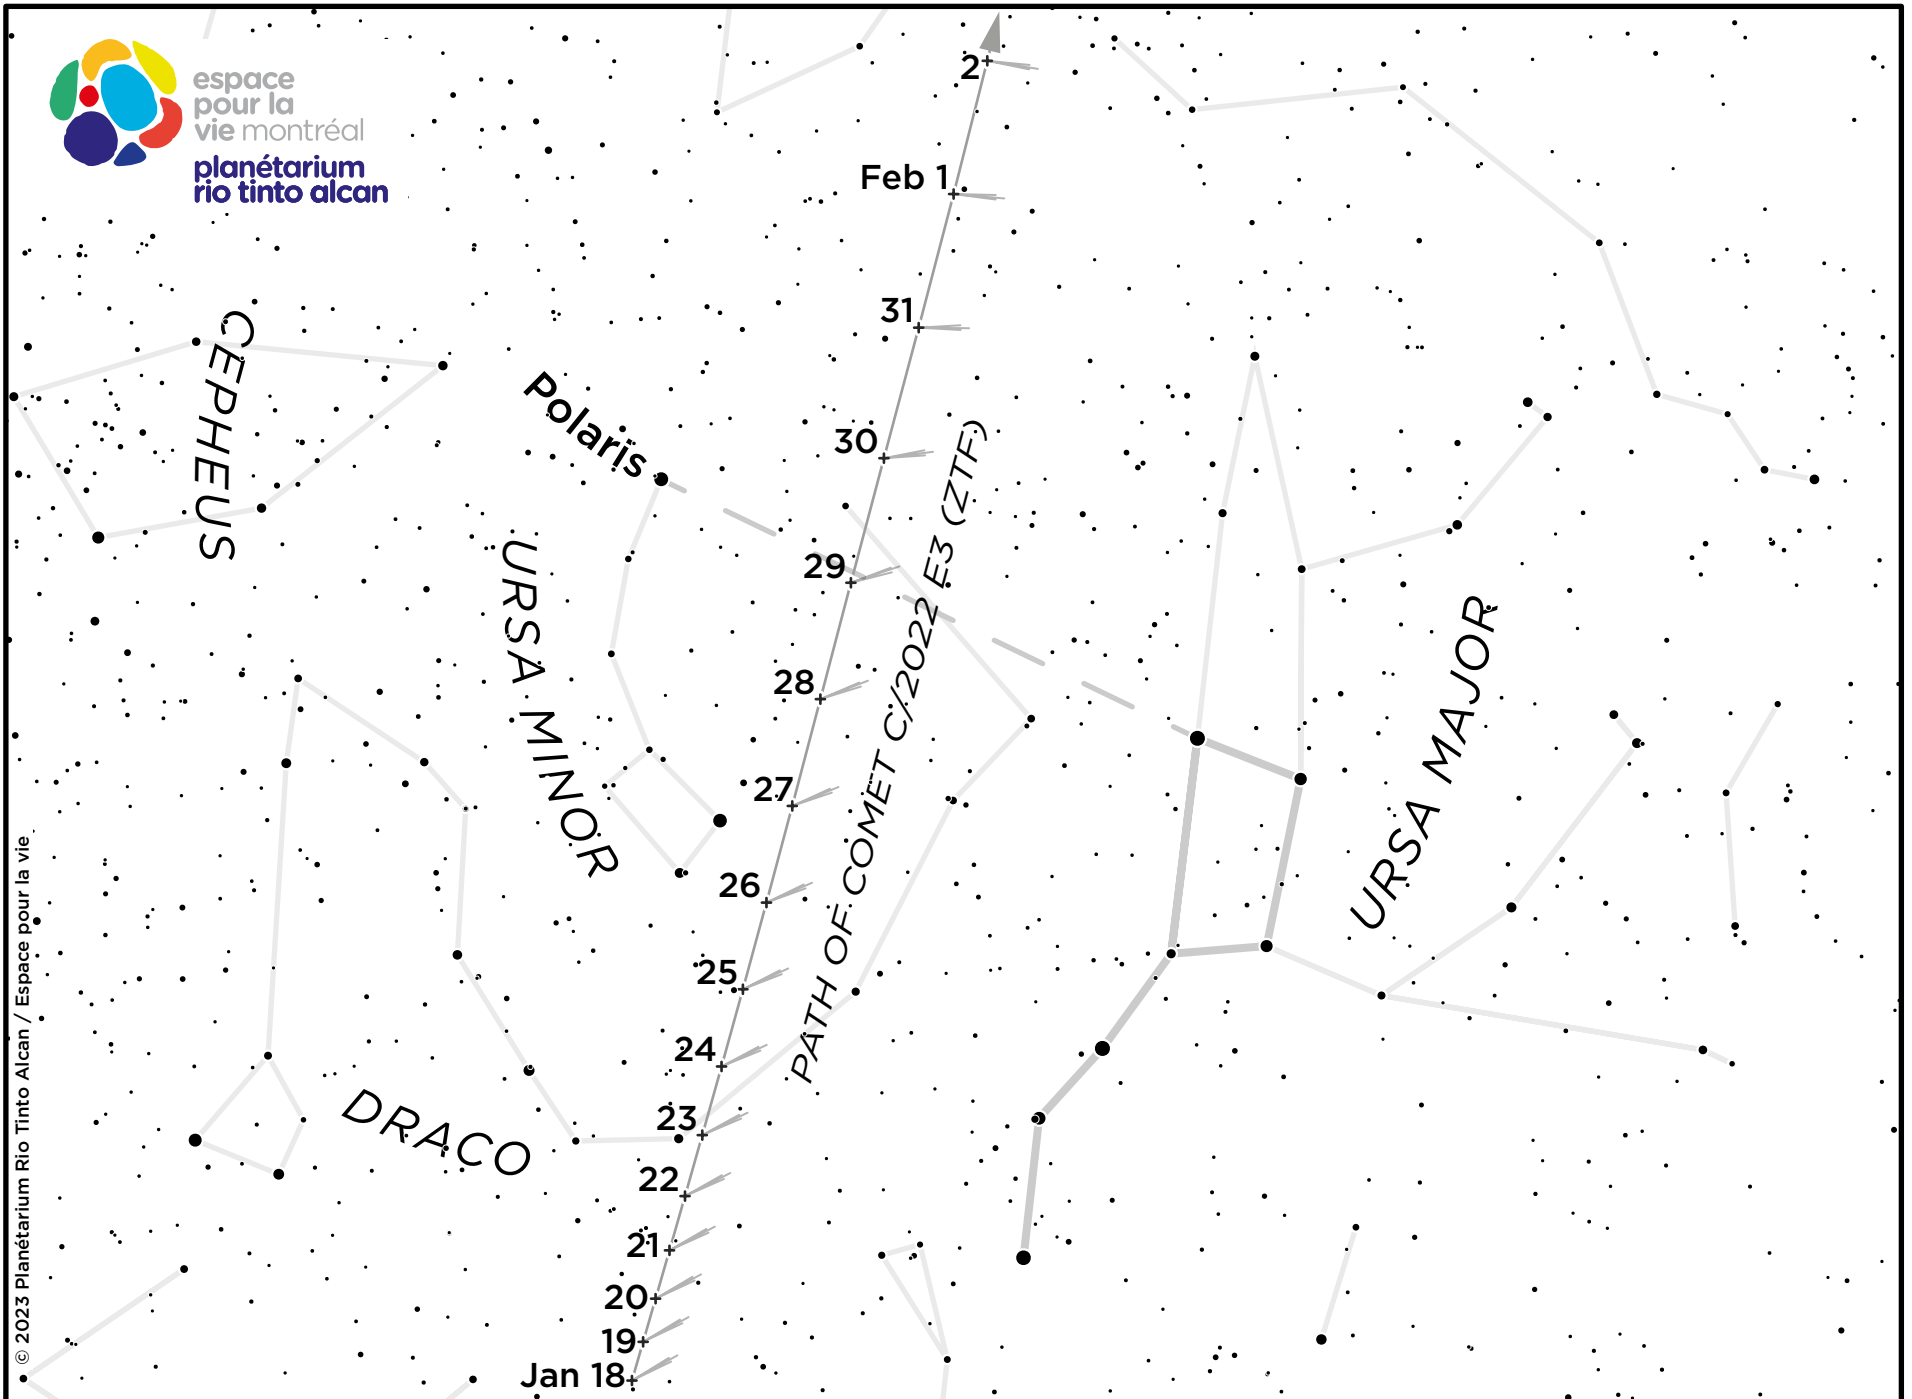 espace
pour la
vie montréal
planétarium
rio tinto alcan
2
Feb 1
31
CEPHEUS
Polaris
30
PATH OF COMET C/2022 E3 (ZTF)
29
URSA MINOR
URSA MAJOR
28
27
26
25
24
DRACO
23
22
21
20
19
Jan 18
© 2023 Planétarium Rio Tinto Alcan / Espace pour la vie